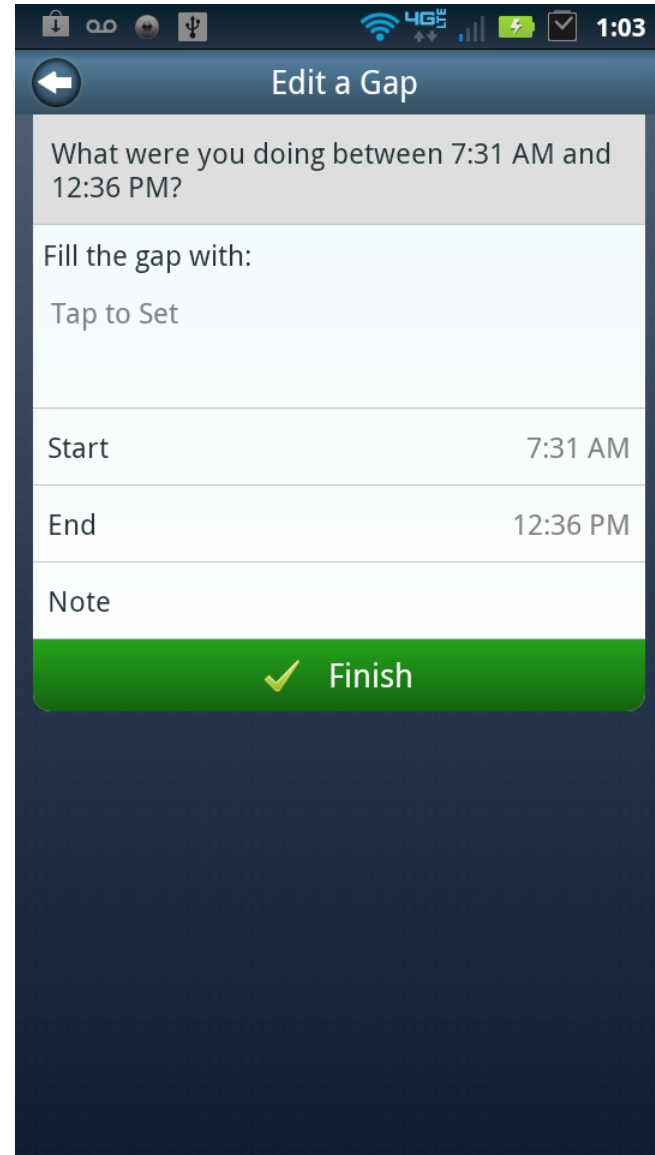 4G LTE 1:03
Edit a Gap
What were you doing between 7:31 AM and
12:36 PM?
Fill the gap with:
Tap to Set
Start 7:31 AM
End 12:36 PM
Note
Finish